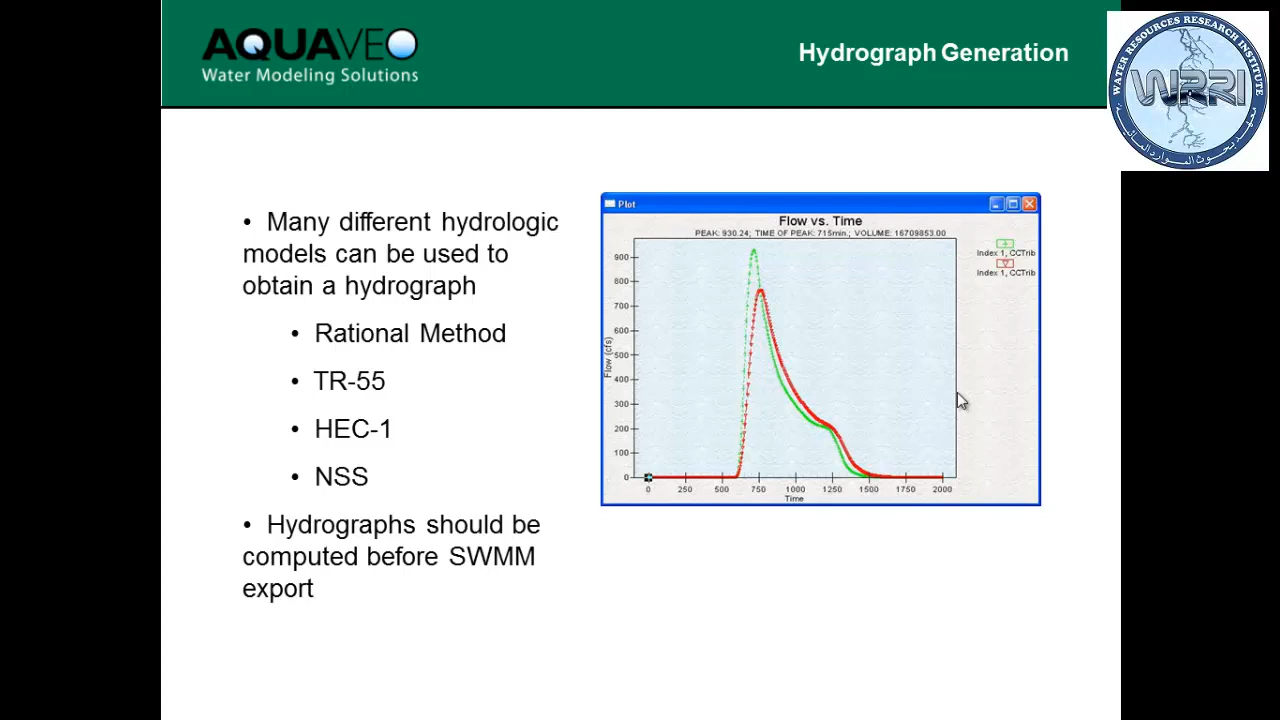 AQUAVEO
Water Modeling Solutions
Hydrograph Generation
WATER RESOURCES RESEARCH INSTITUTE
WRRI
معهد بحوث الموارد المائية
• Many different hydrologic
models can be used to
obtain a hydrograph
• Rational Method
• TR-55
• HEC-1
• NSS
• Hydrographs should be
computed before SWMM
export
Plot
Flow vs. Time
PEAK: 930.24; TIME OF PEAK: 715min.; VOLUME: 16709853.00
Index 1, CCTrib
Index 1, CCTrib
Flow (cfs)
900
800
700
600
500
400
300
200
100
0
0 250 500 750 1000 1250 1500 1750 2000
Time